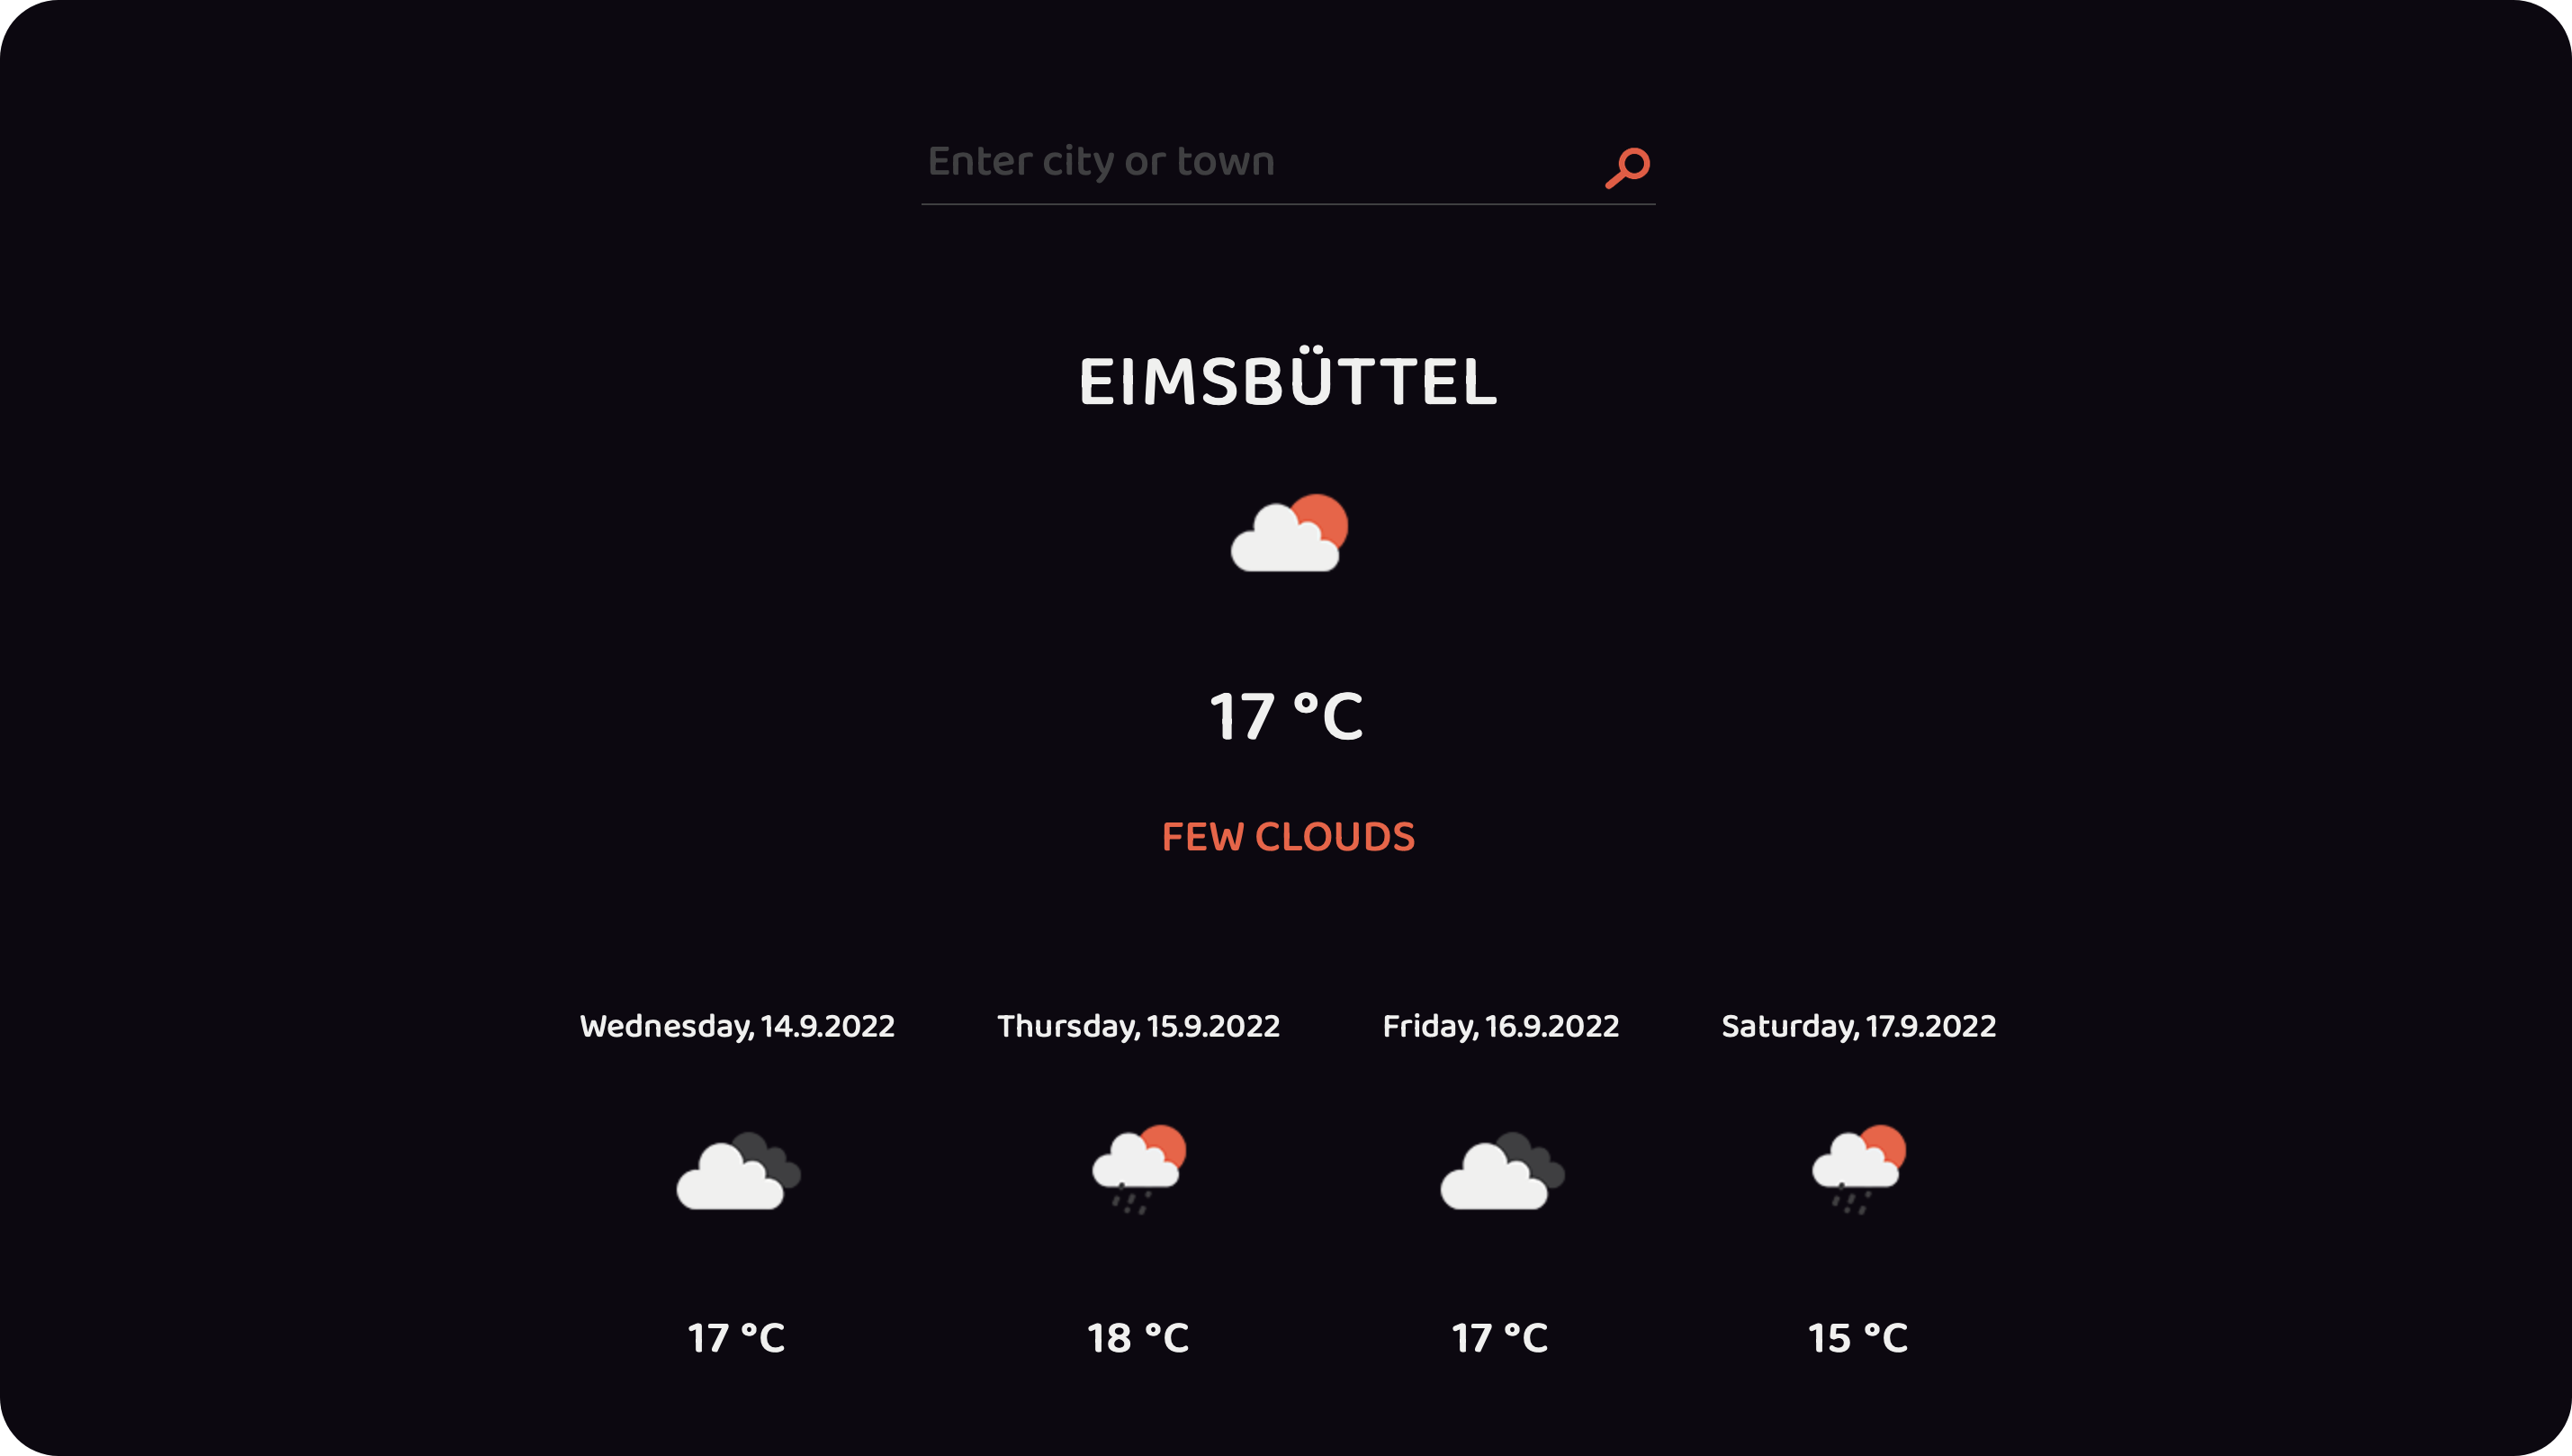 Enter city or town
EIMSBÜTTEL
17 °C
FEW CLOUDS
Wednesday, 14.9.2022
Thursday, 15.9.2022
Friday, 16.9.2022
Saturday, 17.9.2022
17 °C
18 °C
17 °C
15 °C